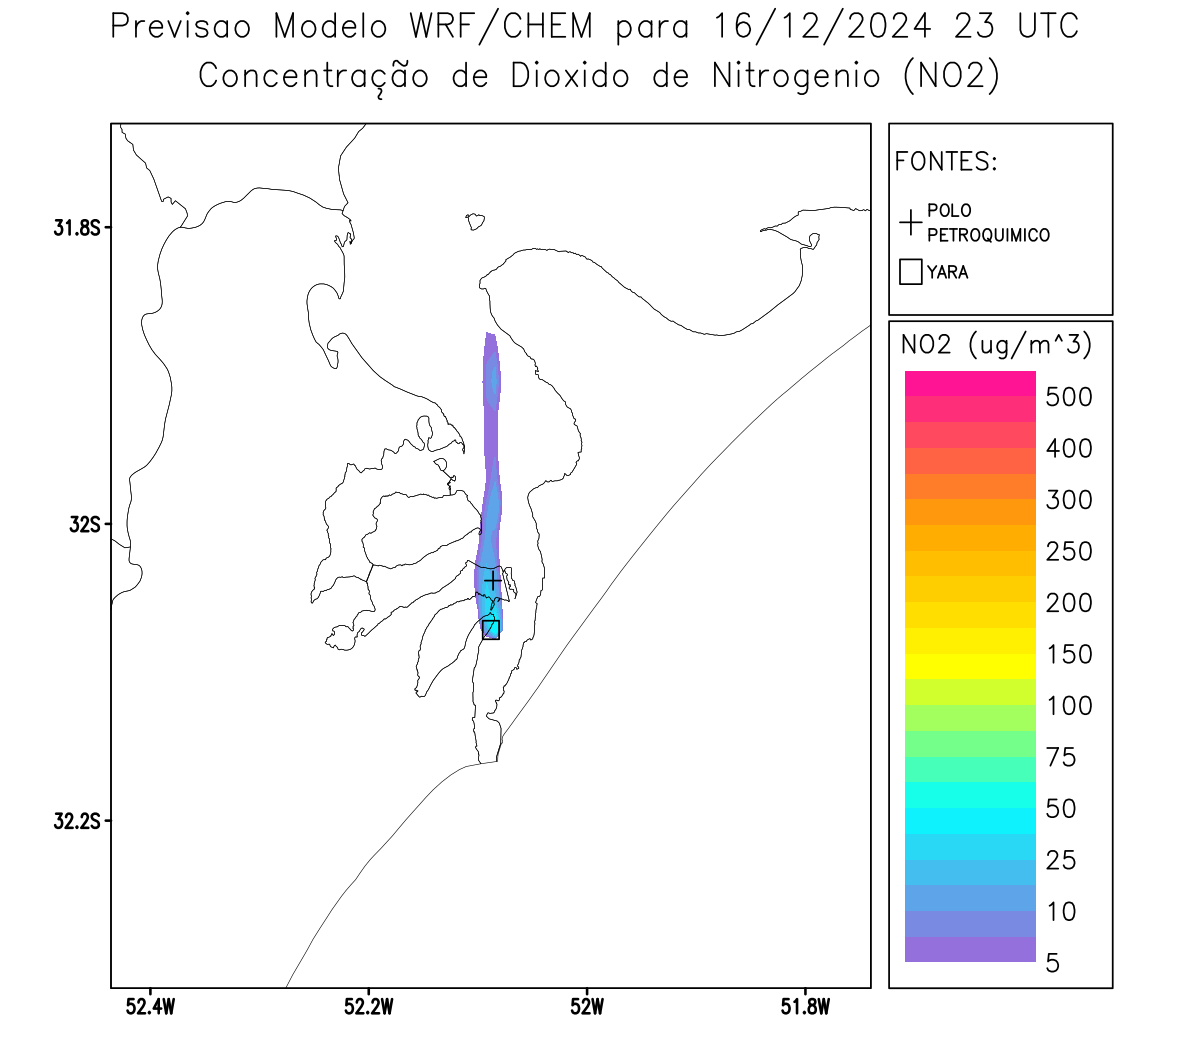 Previsao Modelo WRF/CHEM para 16/12/2024 23 UTC
Concentração de Dioxido de Nitrogenio (NO2)
FONTES:
POLO
PETROQUIMICO
YARA
31.8S
32S
32.2S
52.4W
52.2W
52W
51.8W
NO2 (ug/m^3)
500
400
300
250
200
150
100
75
50
25
10
5